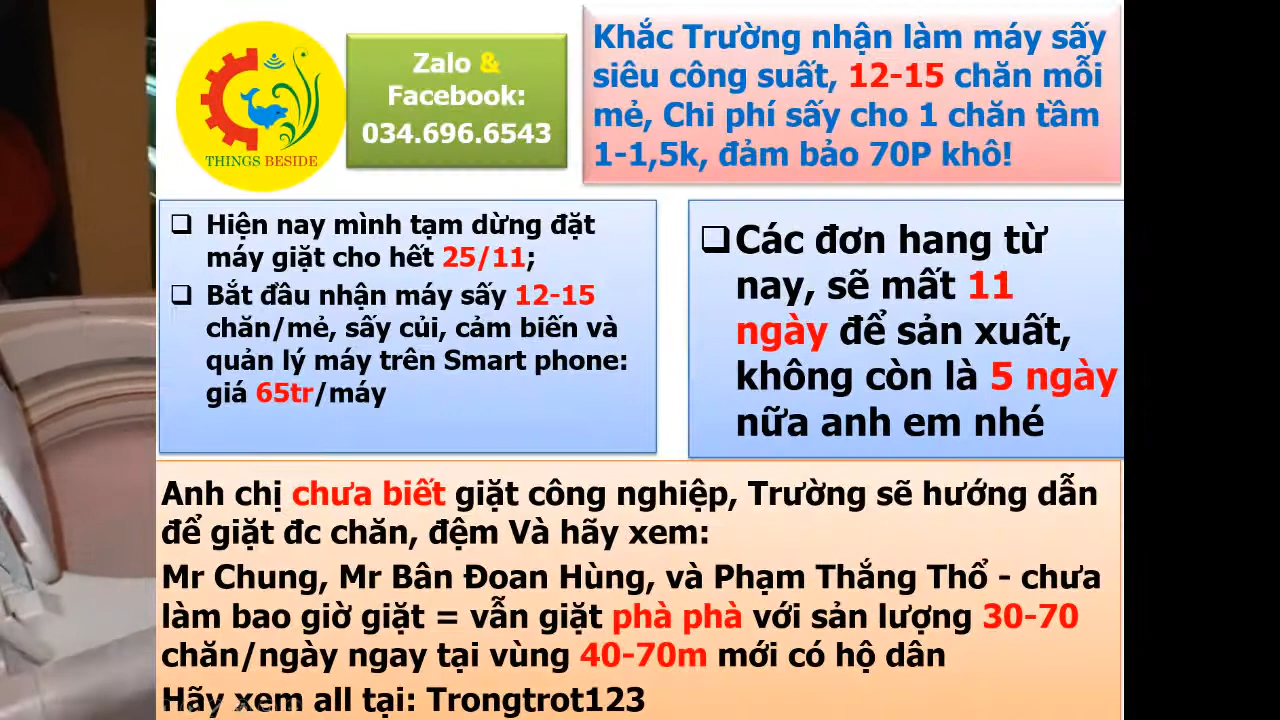 THINGS BESIDE
Zalo &
Facebook:
034.696.6543
Khắc Trường nhận làm máy sấy
siêu công suất, 12-15 chăn mỗi
mẻ, Chi phí sấy cho 1 chăn tầm
1-1,5k, đảm bảo 70P khô!
Hiện nay mình tạm dừng đặt
máy giặt cho hết 25/11;
Bắt đầu nhận máy sấy 12-15
chăn/mẻ, sấy củi, cảm biến và
quản lý máy trên Smart phone:
giá 65tr/máy
Các đơn hang từ
nay, sẽ mất 11
ngày để sản xuất,
không còn là 5 ngày
nữa anh em nhé
Anh chị chưa biết giặt công nghiệp, Trường sẽ hướng dẫn
để giặt đc chăn, đệm Và hãy xem:
Mr Chung, Mr Bân Đoan Hùng, và Phạm Thắng Thổ - chưa
làm bao giờ giặt = vẫn giặt phà phà với sản lượng 30-70
chăn/ngày ngay tại vùng 40-70m mới có hộ dân
Hãy xem all tại: Trongtrot123